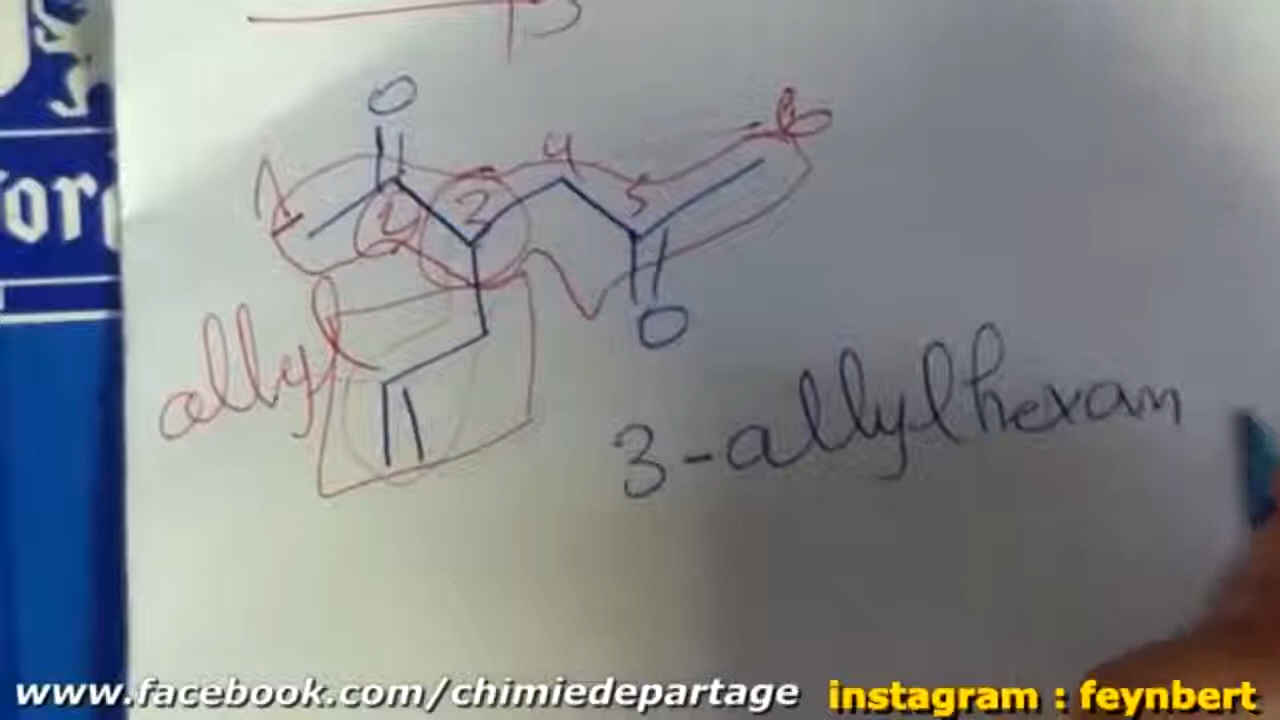 O
1 2 3 4 5 6
O
allyl
3-allylhexan
www.facebook.com/chimiedepartage
instagram : feynbert